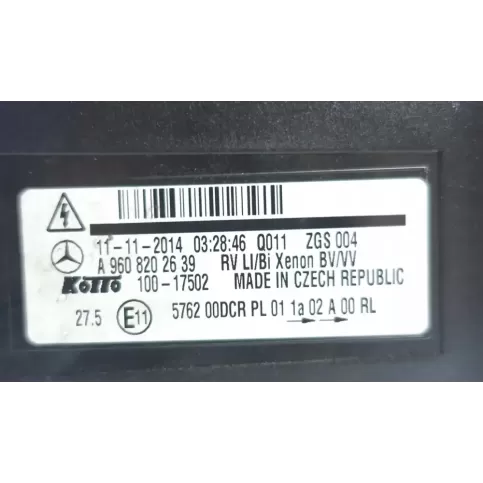 11-11-2014 03:28:46 Q011 ZGS 004
A 960 820 26 39 RV LI/Bi Xenon BV/VV
Коito 100-17502 MADE IN CZECH REPUBLIC
27.5 E11 5762 00DCR PL 01 1a 02 A 00 RL